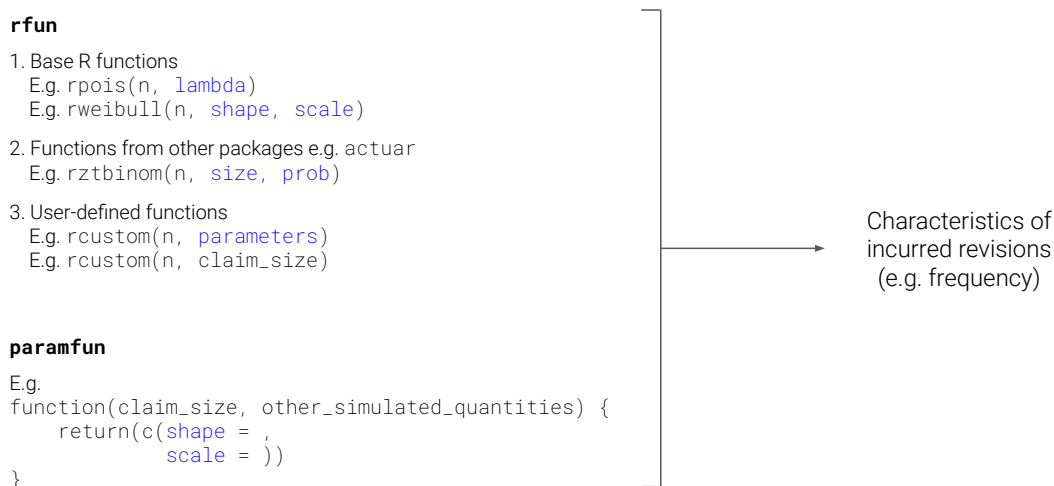 rfun
1. Base R functions
E.g. rpois(n, lambda)
E.g. rweibull(n, shape, scale)
2. Functions from other packages e.g. actuar
E.g. rztbinom(n, size, prob)
3. User-defined functions
E.g. rcustom(n, parameters)
E.g. rcustom(n, claim_size)
paramfun
E.g.
function(claim_size, other_simulated_quantities) {
    return(c(shape = ,
             scale = ))
}
Characteristics of
incurred revisions
(e.g. frequency)